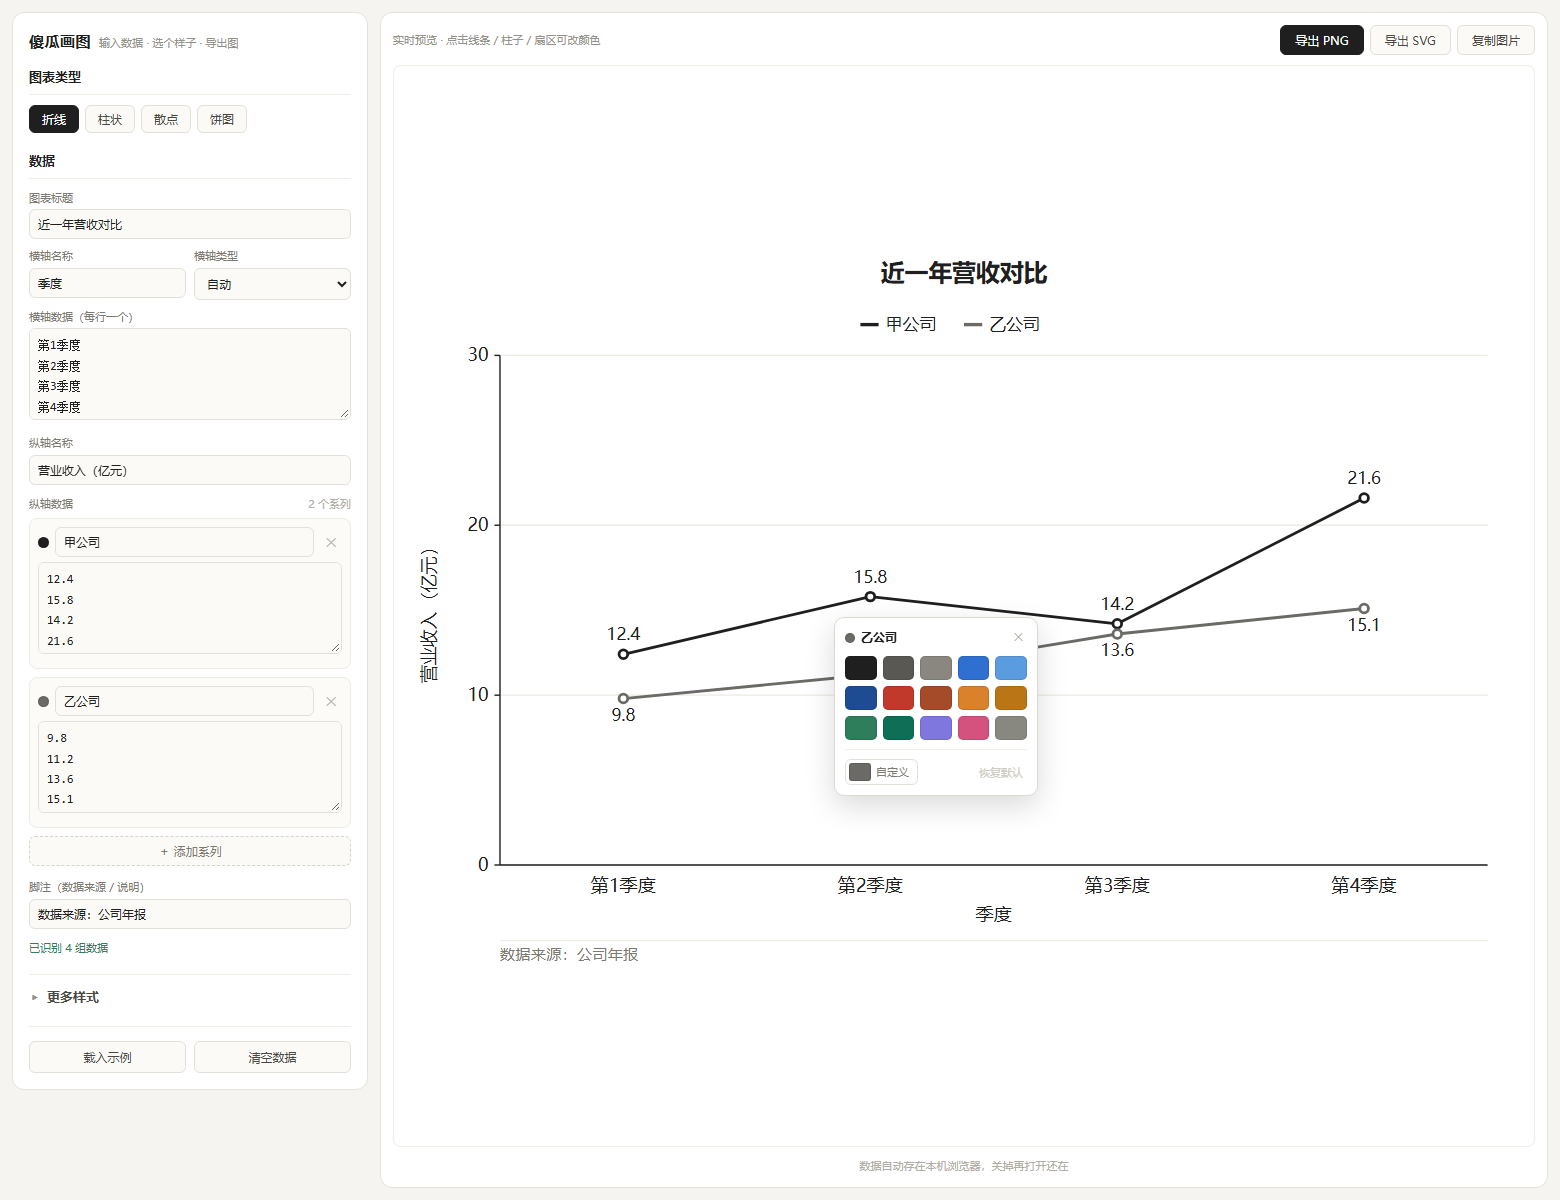 傻瓜画图 输入数据 · 选个样子 · 导出图
图表类型
折线 柱状 散点 饼图
数据
图表标题
近一年营收对比
横轴名称 横轴类型
季度 自动
横轴数据（每行一个）
第1季度
第2季度
第3季度
第4季度
纵轴名称
营业收入（亿元）
纵轴数据 2 个系列
甲公司
12.4
15.8
14.2
21.6
乙公司
9.8
11.2
13.6
15.1
+ 添加系列
脚注（数据来源 / 说明）
数据来源：公司年报
已识别 4 组数据
更多样式
载入示例 清空数据
实时预览 · 点击线条 / 柱子 / 扇区可改颜色
导出 PNG 导出 SVG 复制图片
近一年营收对比
甲公司 乙公司
营业收入（亿元）
30
20
10
0
12.4
15.8
14.2
21.6
9.8
13.6
15.1
乙公司
自定义 恢复默认
第1季度 第2季度 第3季度 第4季度
季度
数据来源：公司年报
数据自动存在本机浏览器，关掉再打开还在